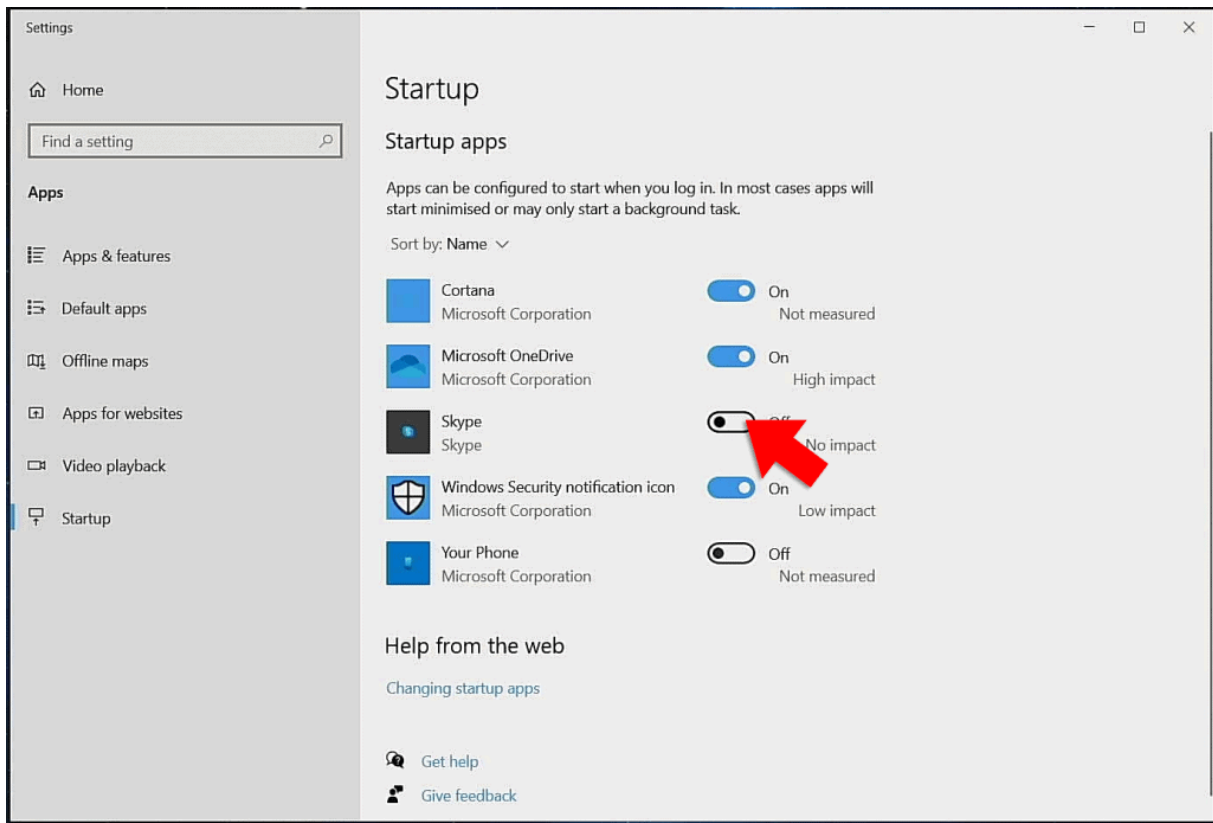 Settings
Home
Find a setting
Apps
Apps & features
Default apps
Offline maps
Apps for websites
Video playback
Startup
Startup
Startup apps
Apps can be configured to start when you log in. In most cases apps will
start minimised or may only start a background task.
Sort by: Name
Cortana
On
Microsoft Corporation
Not measured
Microsoft OneDrive
On
Microsoft Corporation
High impact
Skype
Off
Skype
No impact
Windows Security notification icon
On
Microsoft Corporation
Low impact
Your Phone
Off
Microsoft Corporation
Not measured
Help from the web
Changing startup apps
Get help
Give feedback